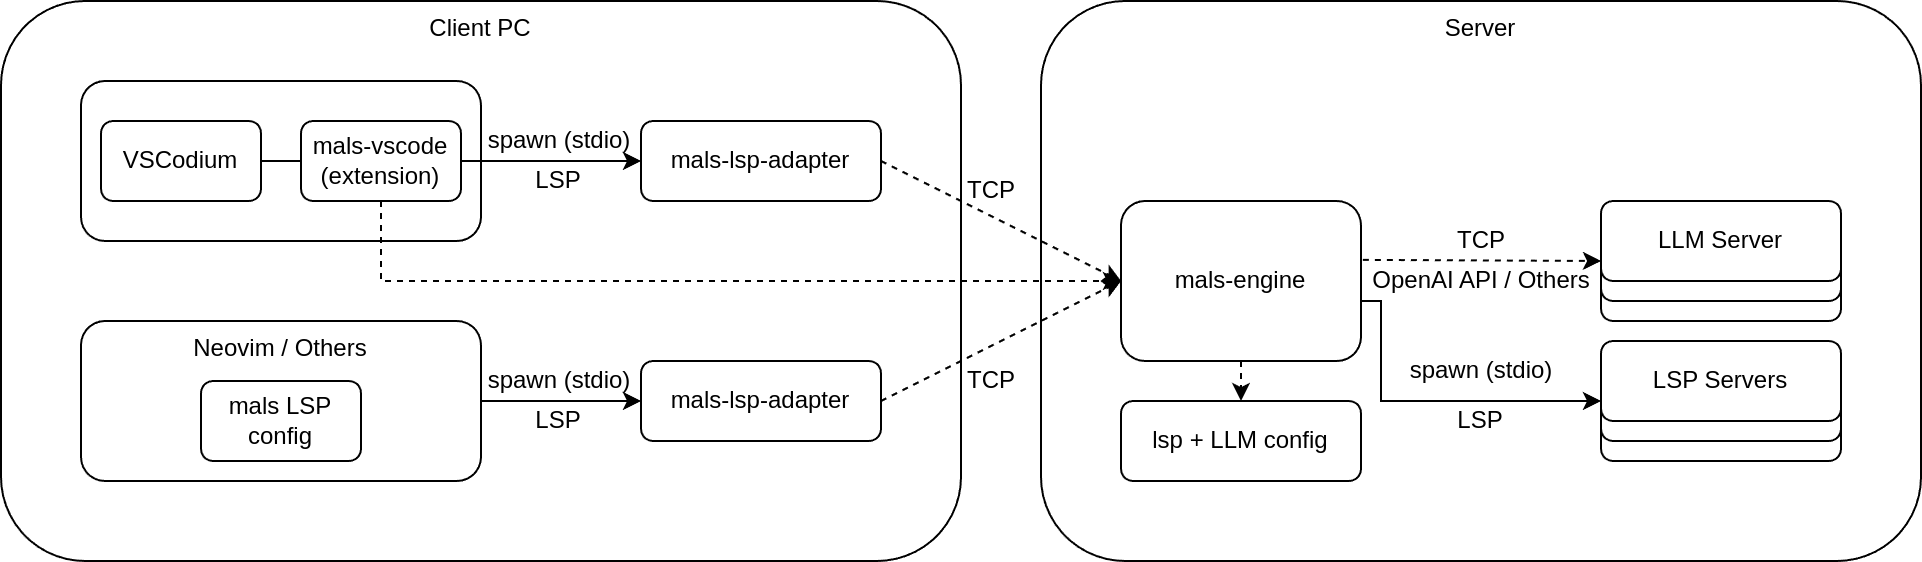 Client PC
VSCodium
mals-vscode
(extension)
spawn (stdio)
LSP
mals-lsp-adapter
TCP
Neovim / Others
mals LSP
config
spawn (stdio)
LSP
mals-lsp-adapter
TCP
Server
mals-engine
lsp + LLM config
TCP
OpenAI API / Others
LLM Server
spawn (stdio)
LSP
LSP Servers